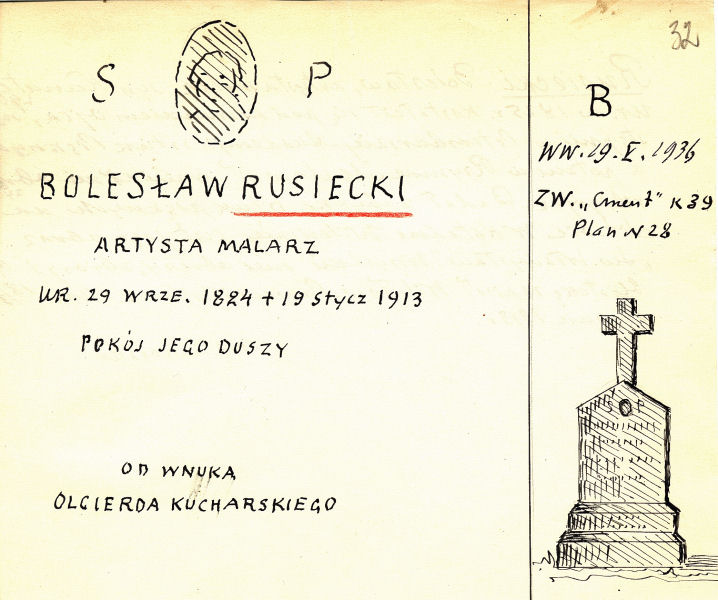 S P
BOLESŁAW RUSIECKI
ARTYSTA MALARZ
UR. 29 WRZE. 1824 + 19 Stycz 1913
POKÓJ JEGO DUSZY
OD WNUKA
OLGIERDA KUCHARSKIEGO
32
B
WW. 19. V. 1936
ZW. „Cment" K 39
Plan N 28
S P